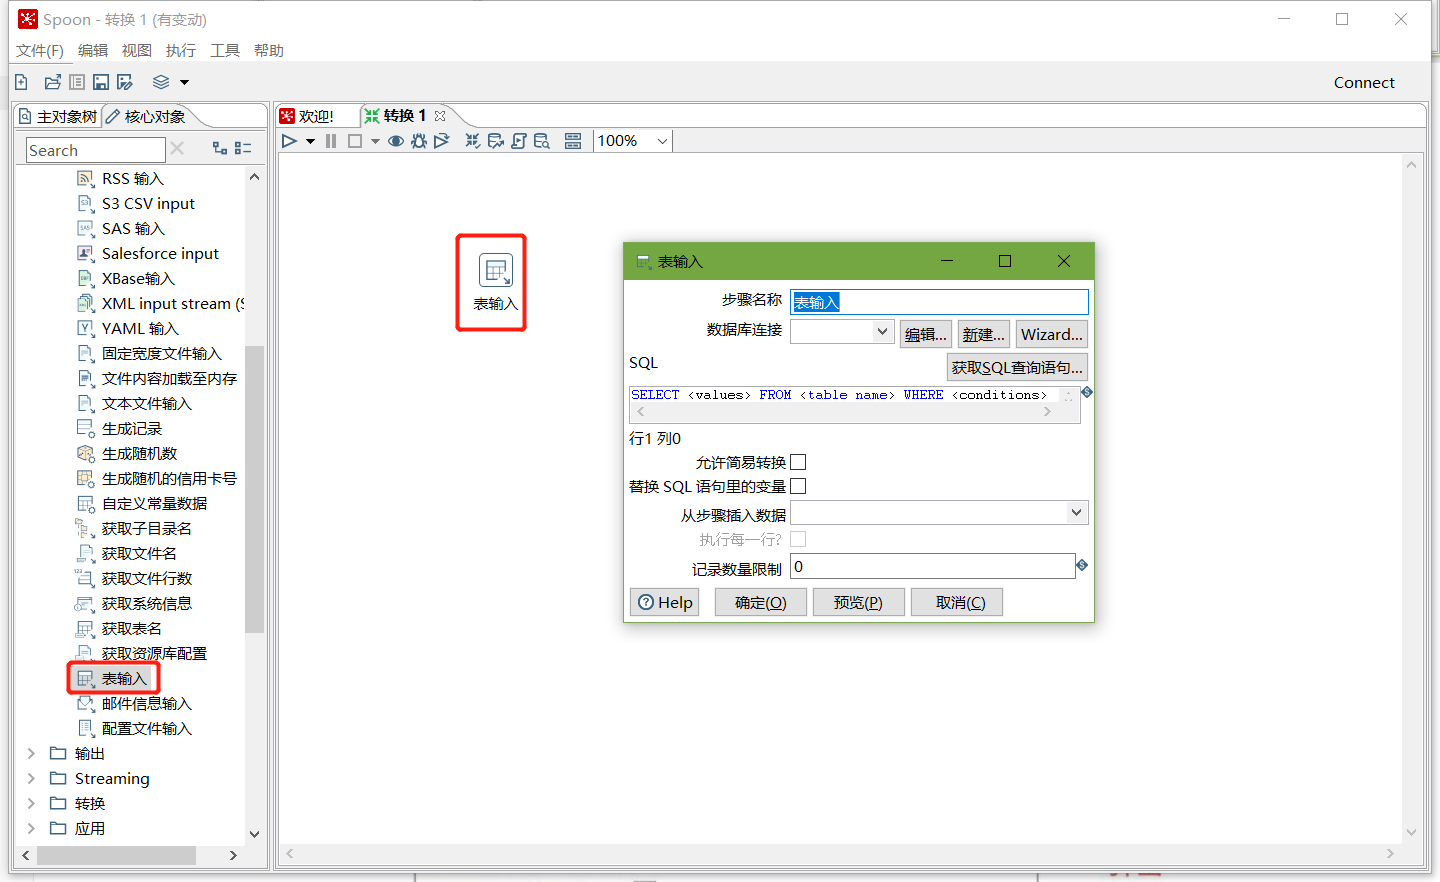 Spoon - 转换 1 (有变动)
文件(F) 编辑 视图 执行 工具 帮助
Connect
主对象树 核心对象
欢迎! 转换 1
Search
100%
RSS 输入
S3 CSV input
SAS 输入
Salesforce input
XBase输入
XML input stream (S
YAML 输入
固定宽度文件输入
文件内容加载至内存
文本文件输入
生成记录
生成随机数
生成随机的信用卡号
自定义常量数据
获取子目录名
获取文件名
获取文件行数
获取系统信息
获取表名
获取资源库配置
表输入
邮件信息输入
配置文件输入
输出
Streaming
转换
应用
表输入
表输入
步骤名称 表输入
数据库连接 编辑... 新建... Wizard...
SQL 获取SQL查询语句...
SELECT <values> FROM <table name> WHERE <conditions>
行1 列0
允许简易转换
替换 SQL 语句里的变量
从步骤插入数据
执行每一行?
记录数量限制 0
Help 确定(O) 预览(P) 取消(C)